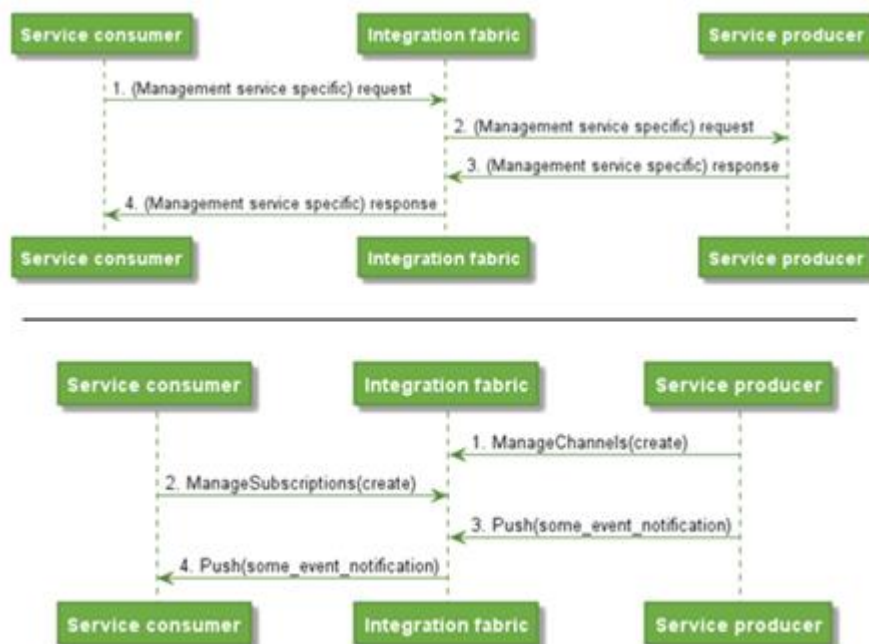 Service consumer
Integration fabric
Service producer
1. (Management service specific) request
2. (Management service specific) request
3. (Management service specific) response
4. (Management service specific) response
Service consumer
Integration fabric
Service producer
Service consumer
Integration fabric
Service producer
1. ManageChannels(create)
2. ManageSubscriptions(create)
3. Push(some_event_notification)
4. Push(some_event_notification)
Service consumer
Integration fabric
Service producer